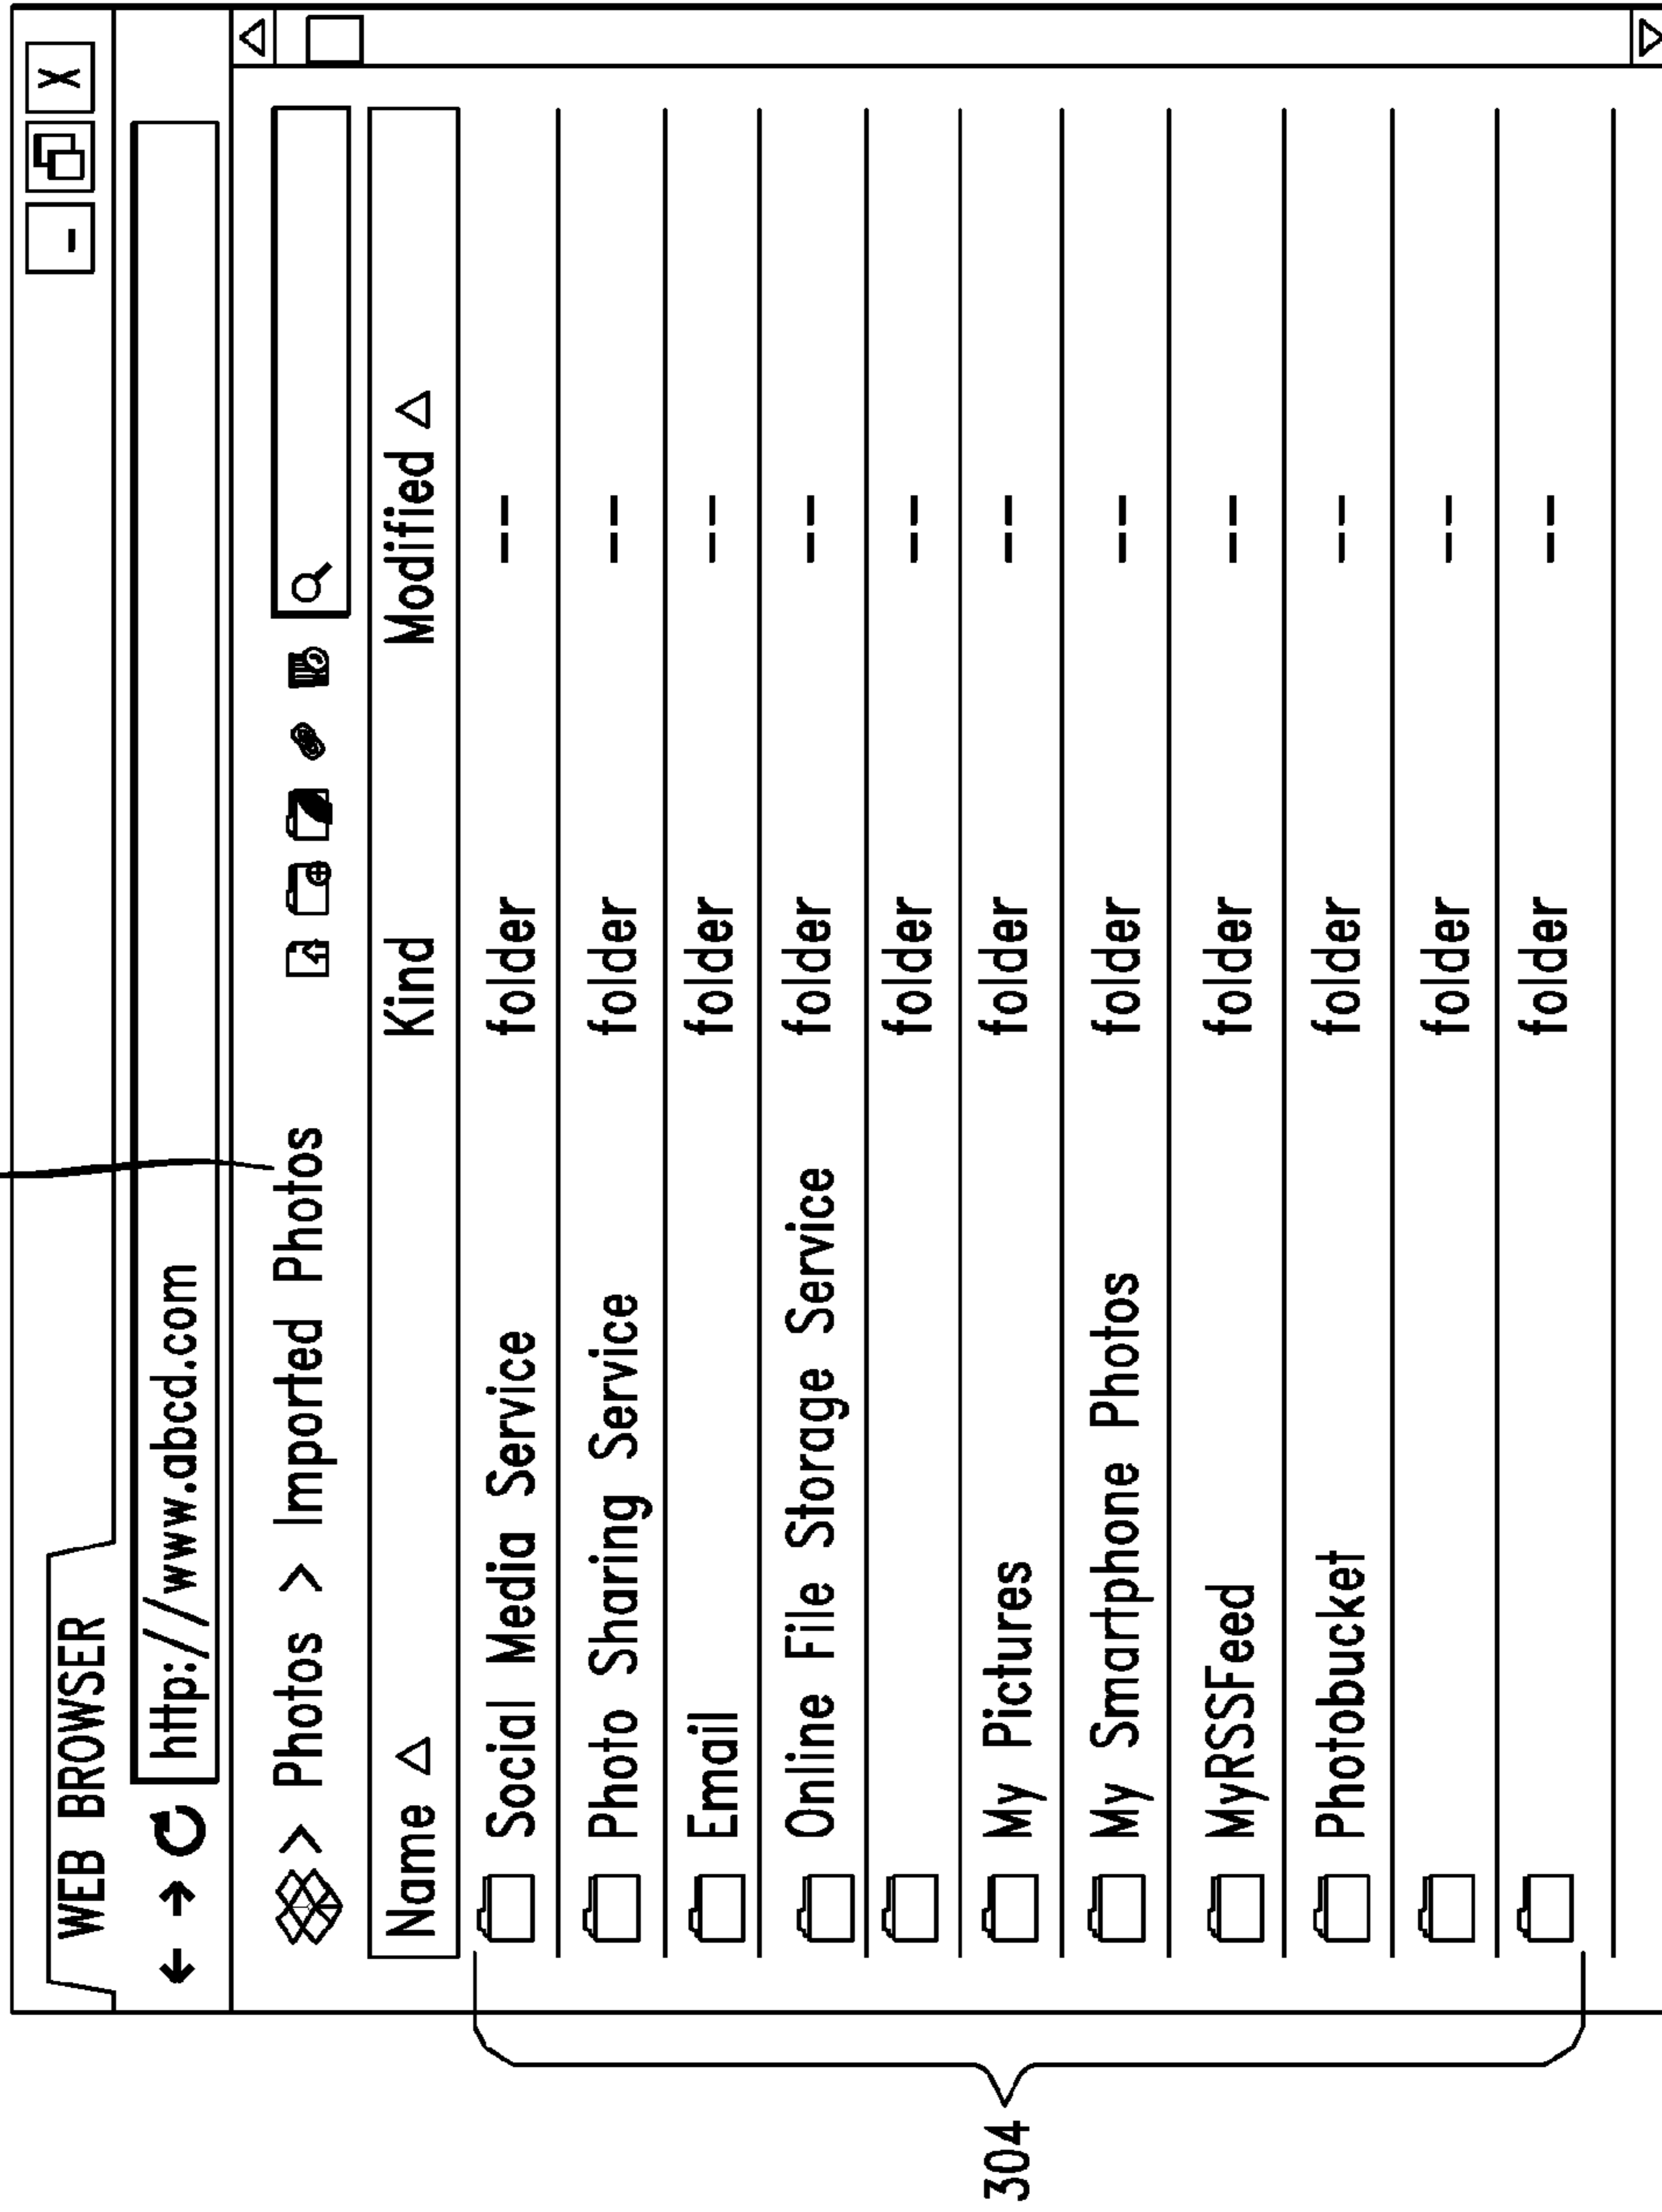 WEB BROWSER
X
http://www.abcd.com
> Photos > Imported Photos
Name Kind Modified
Social Media Service folder --
Photo Sharing Service folder --
Email folder --
Online File Storage Service folder --
folder --
My Pictures folder --
My Smartphone Photos folder --
MyRSSFeed folder --
Photobucket folder --
folder --
folder --
304